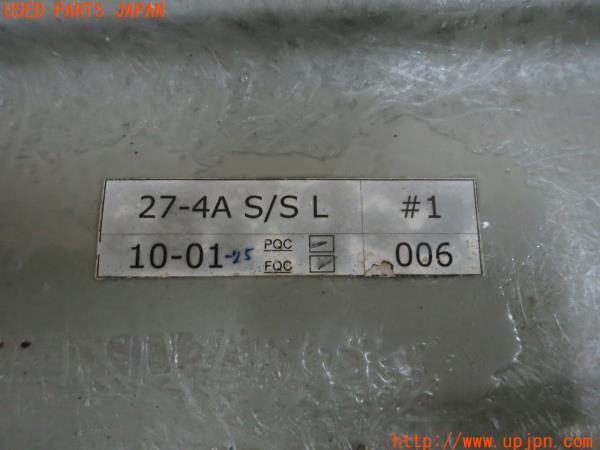 USED PARTS JAPAN
27-4A S/S L #1
10-01-25 PQC 006
FQC
http://www.upjpn.com/